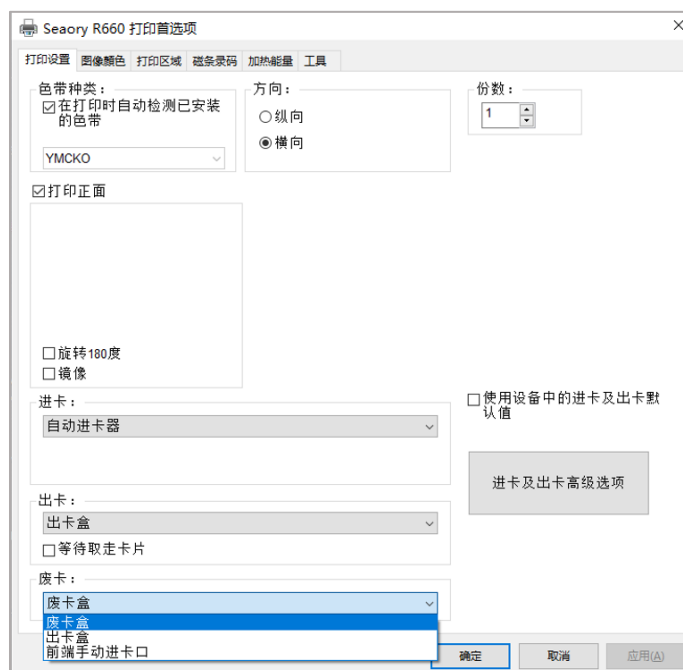 Seaory R660 打印首选项
打印设置 图像颜色 打印区域 磁条录码 加热能量 工具
色带种类：
在打印时自动检测已安装
的色带
YMCKO
方向：
纵向
横向
份数：
1
打印正面
旋转180度
镜像
进卡：
自动进卡器
使用设备中的进卡及出卡默
认值
进卡及出卡高级选项
出卡：
出卡盒
等待取走卡片
废卡：
废卡盒
废卡盒
出卡盒
前端手动进卡口
确定 取消 应用(A)